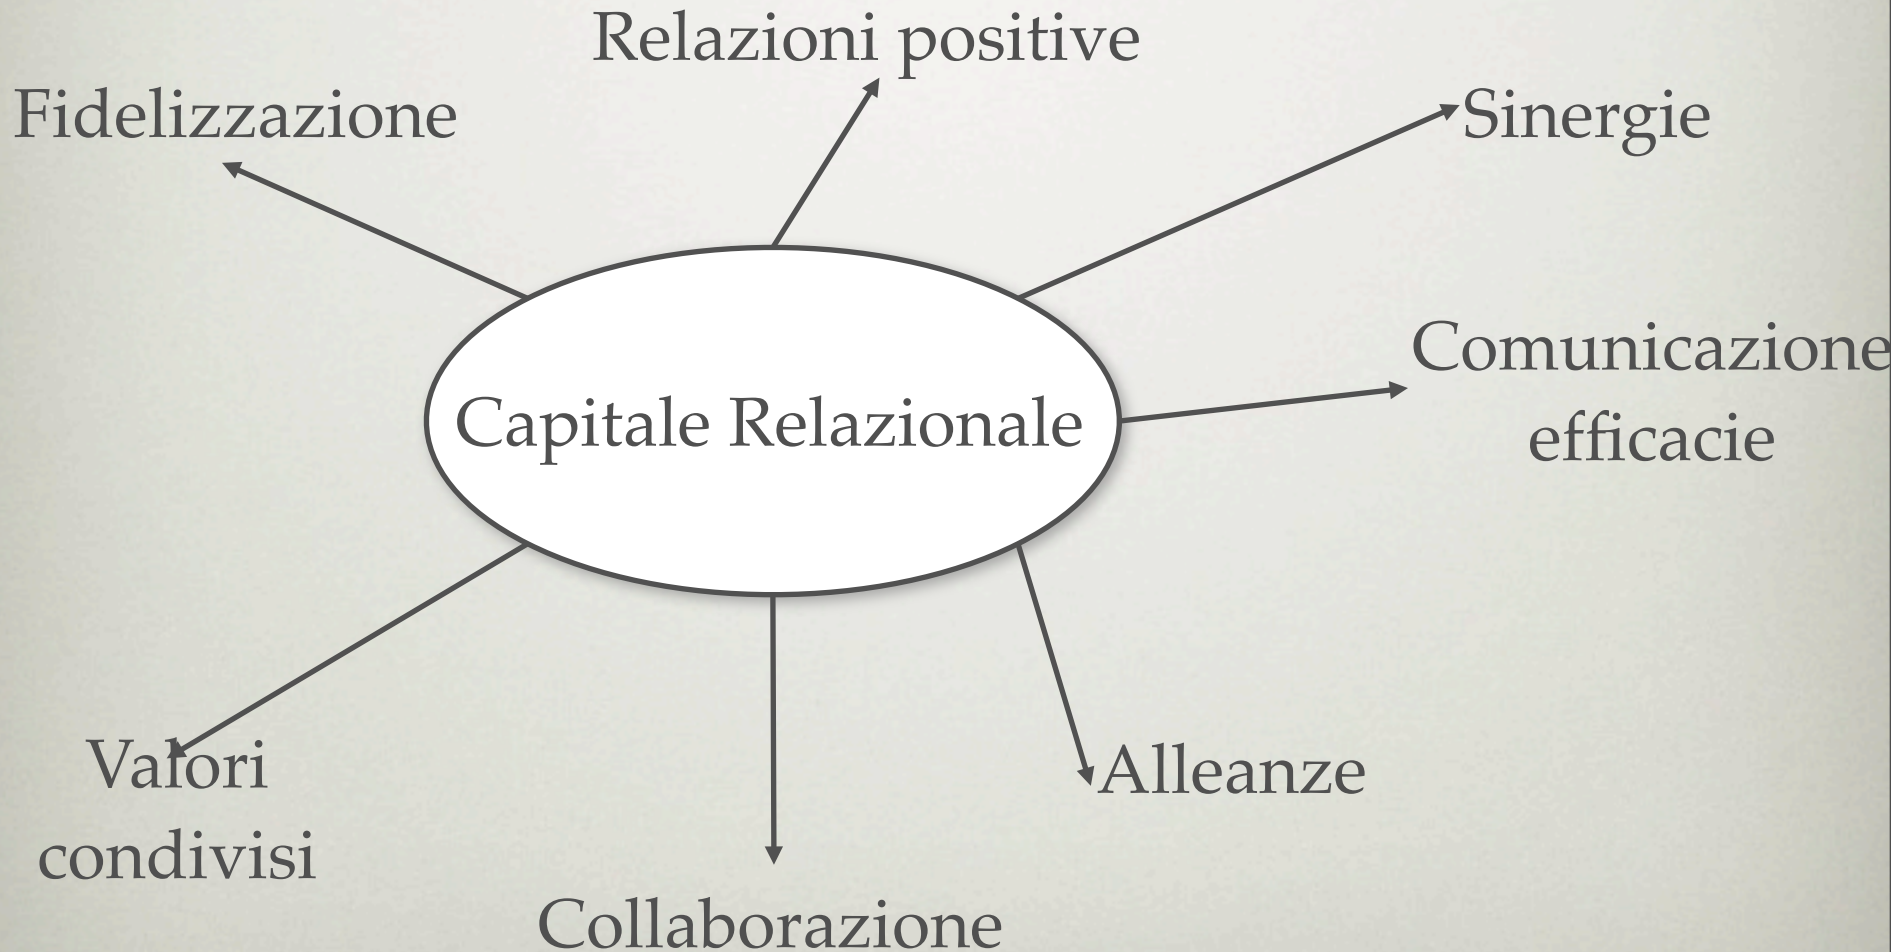 Relazioni positive
Fidelizzazione
Sinergie
Comunicazione
efficacie
Capitale Relazionale
Valori
condivisi
Alleanze
Collaborazione